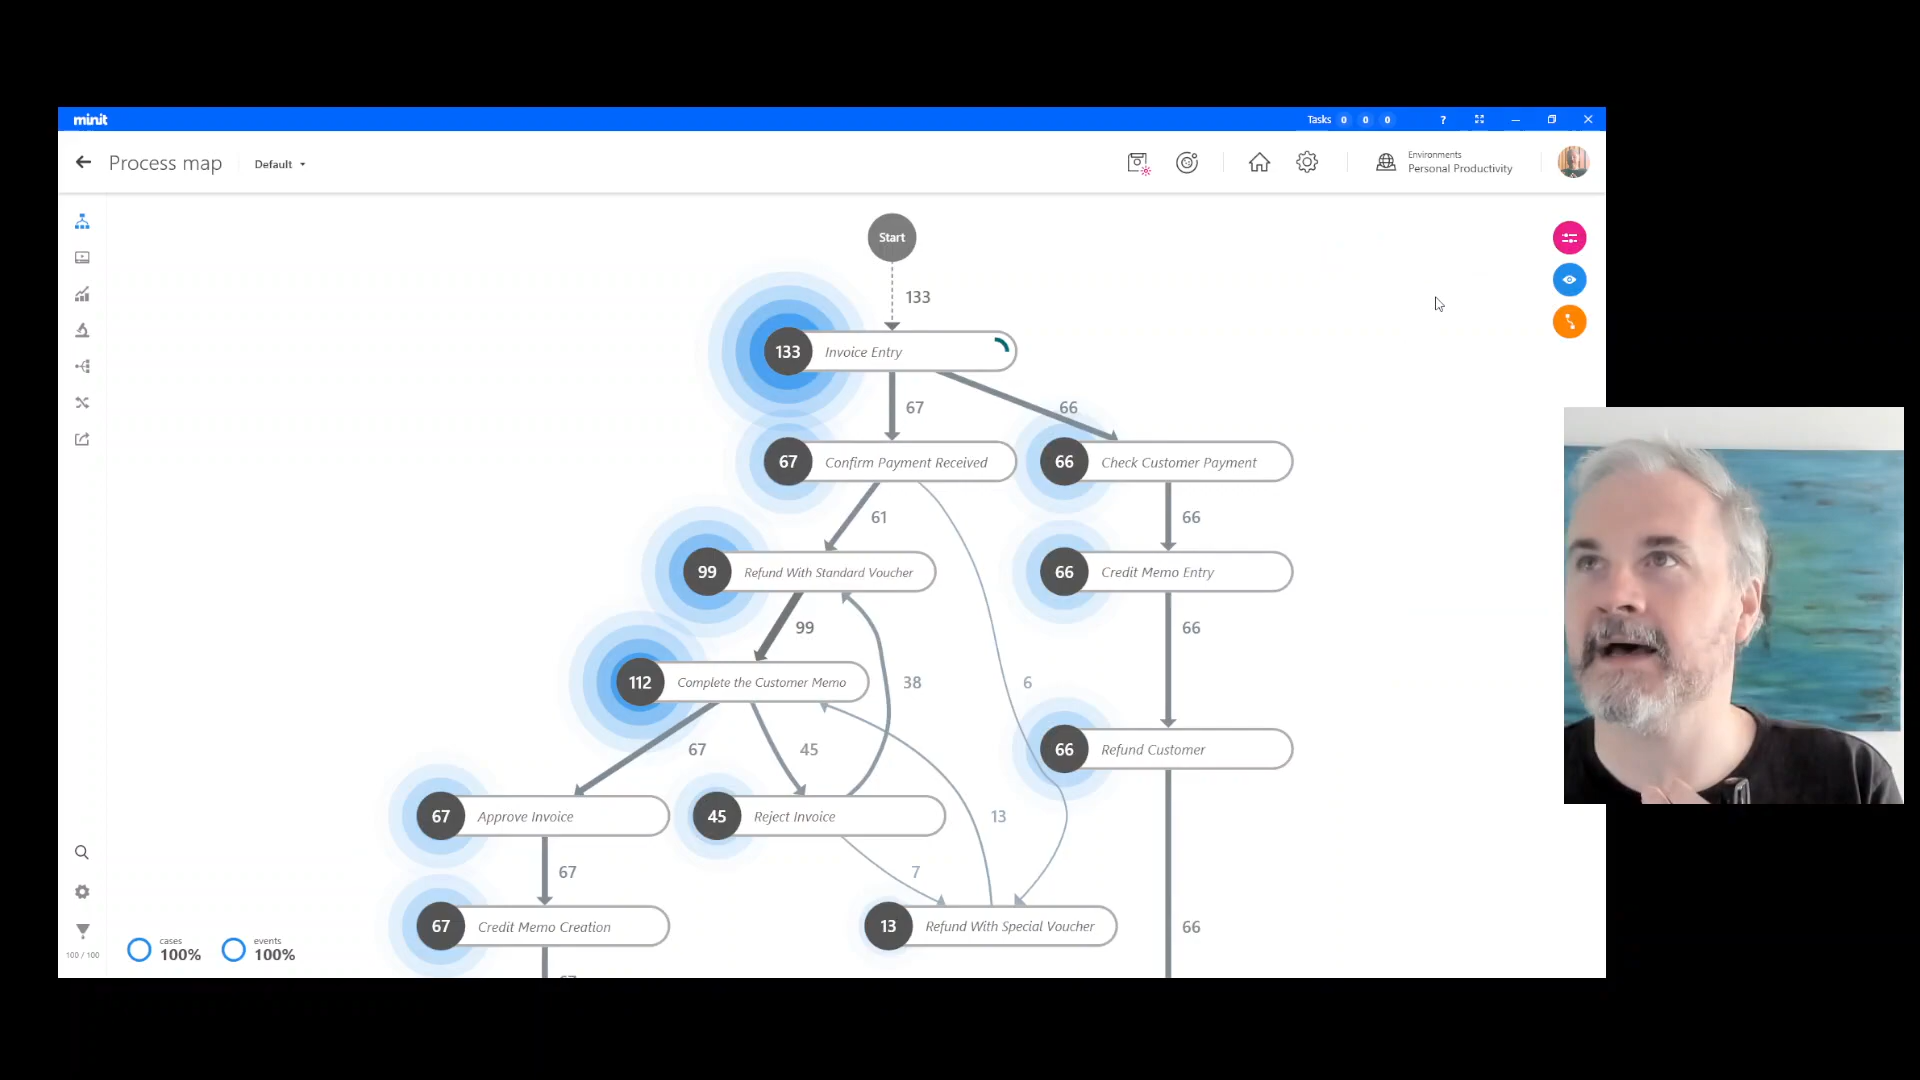 minit
Tasks 0 0 0 ?
Process map Default
Environments
Personal Productivity
Start
133
133 Invoice Entry
67 66
67 Confirm Payment Received
66 Check Customer Payment
61 66
99 Refund With Standard Voucher
66 Credit Memo Entry
99 66
112 Complete the Customer Memo
38 6
67 45
66 Refund Customer
67 Approve Invoice
45 Reject Invoice
13
67 7
67 Credit Memo Creation
13 Refund With Special Voucher
66
cases
100%
events
100%
100 / 100